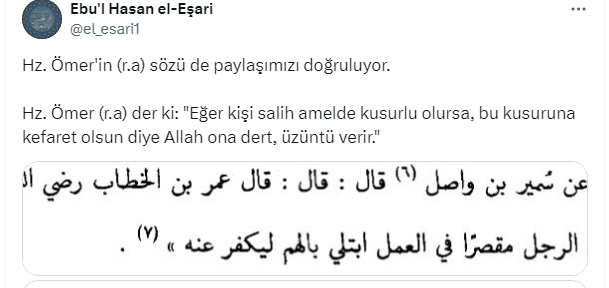 Ebu'l Hasan el-Eşari
@el_esari1
Hz. Ömer'in (r.a) sözü de paylaşımızı doğruluyor.
Hz. Ömer (r.a) der ki: "Eğer kişi salih amelde kusurlu olursa, bu kusuruna
kefaret olsun diye Allah ona dert, üzüntü verir."
عن سُمير بن واصل (٦) قال : قال : قال عمر بن الخطاب رضي
الرجل مقصرًا في العمل ابتلي بالهم ليكفر عنه » (٧) .